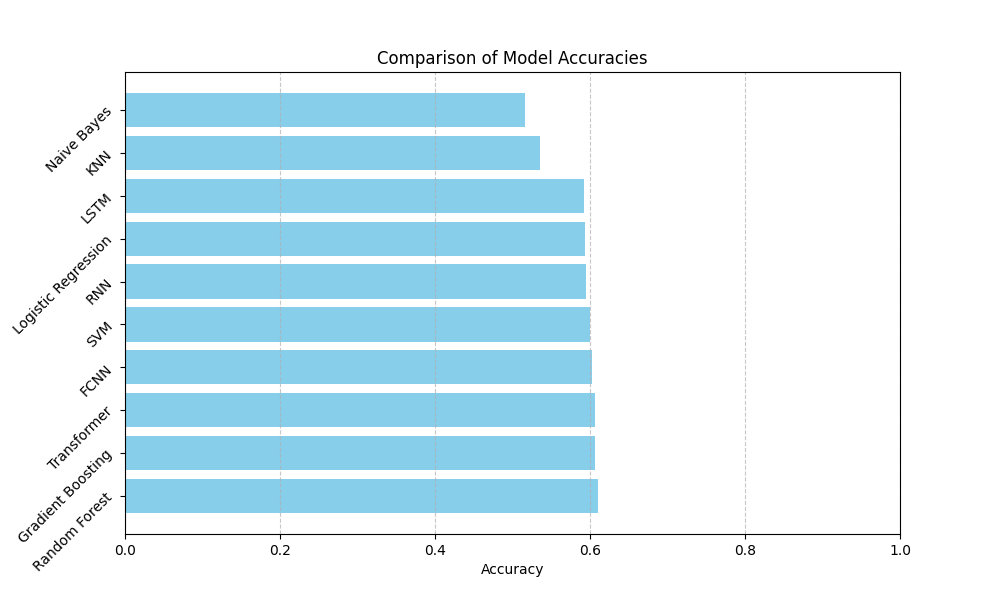 Comparison of Model Accuracies
Naive Bayes
KNN
LSTM
Logistic Regression
RNN
SVM
FCNN
Transformer
Gradient Boosting
Random Forest
0.0 0.2 0.4 0.6 0.8 1.0
Accuracy